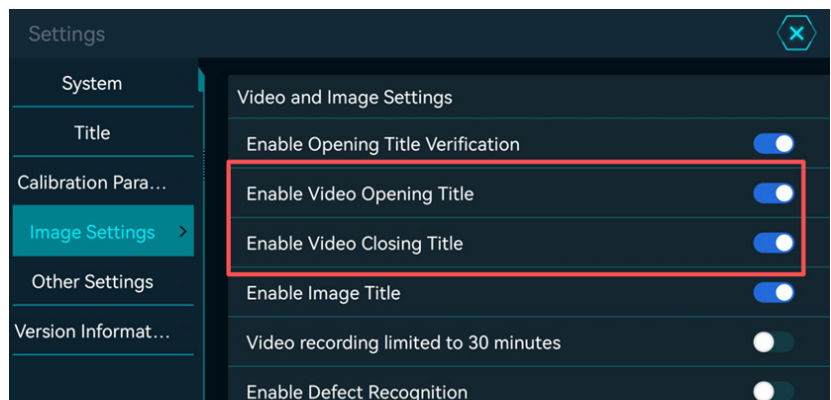 Settings
System
Title
Calibration Para...
Image Settings
Other Settings
Version Informat...
Video and Image Settings
Enable Opening Title Verification
Enable Video Opening Title
Enable Video Closing Title
Enable Image Title
Video recording limited to 30 minutes
Enable Defect Recognition